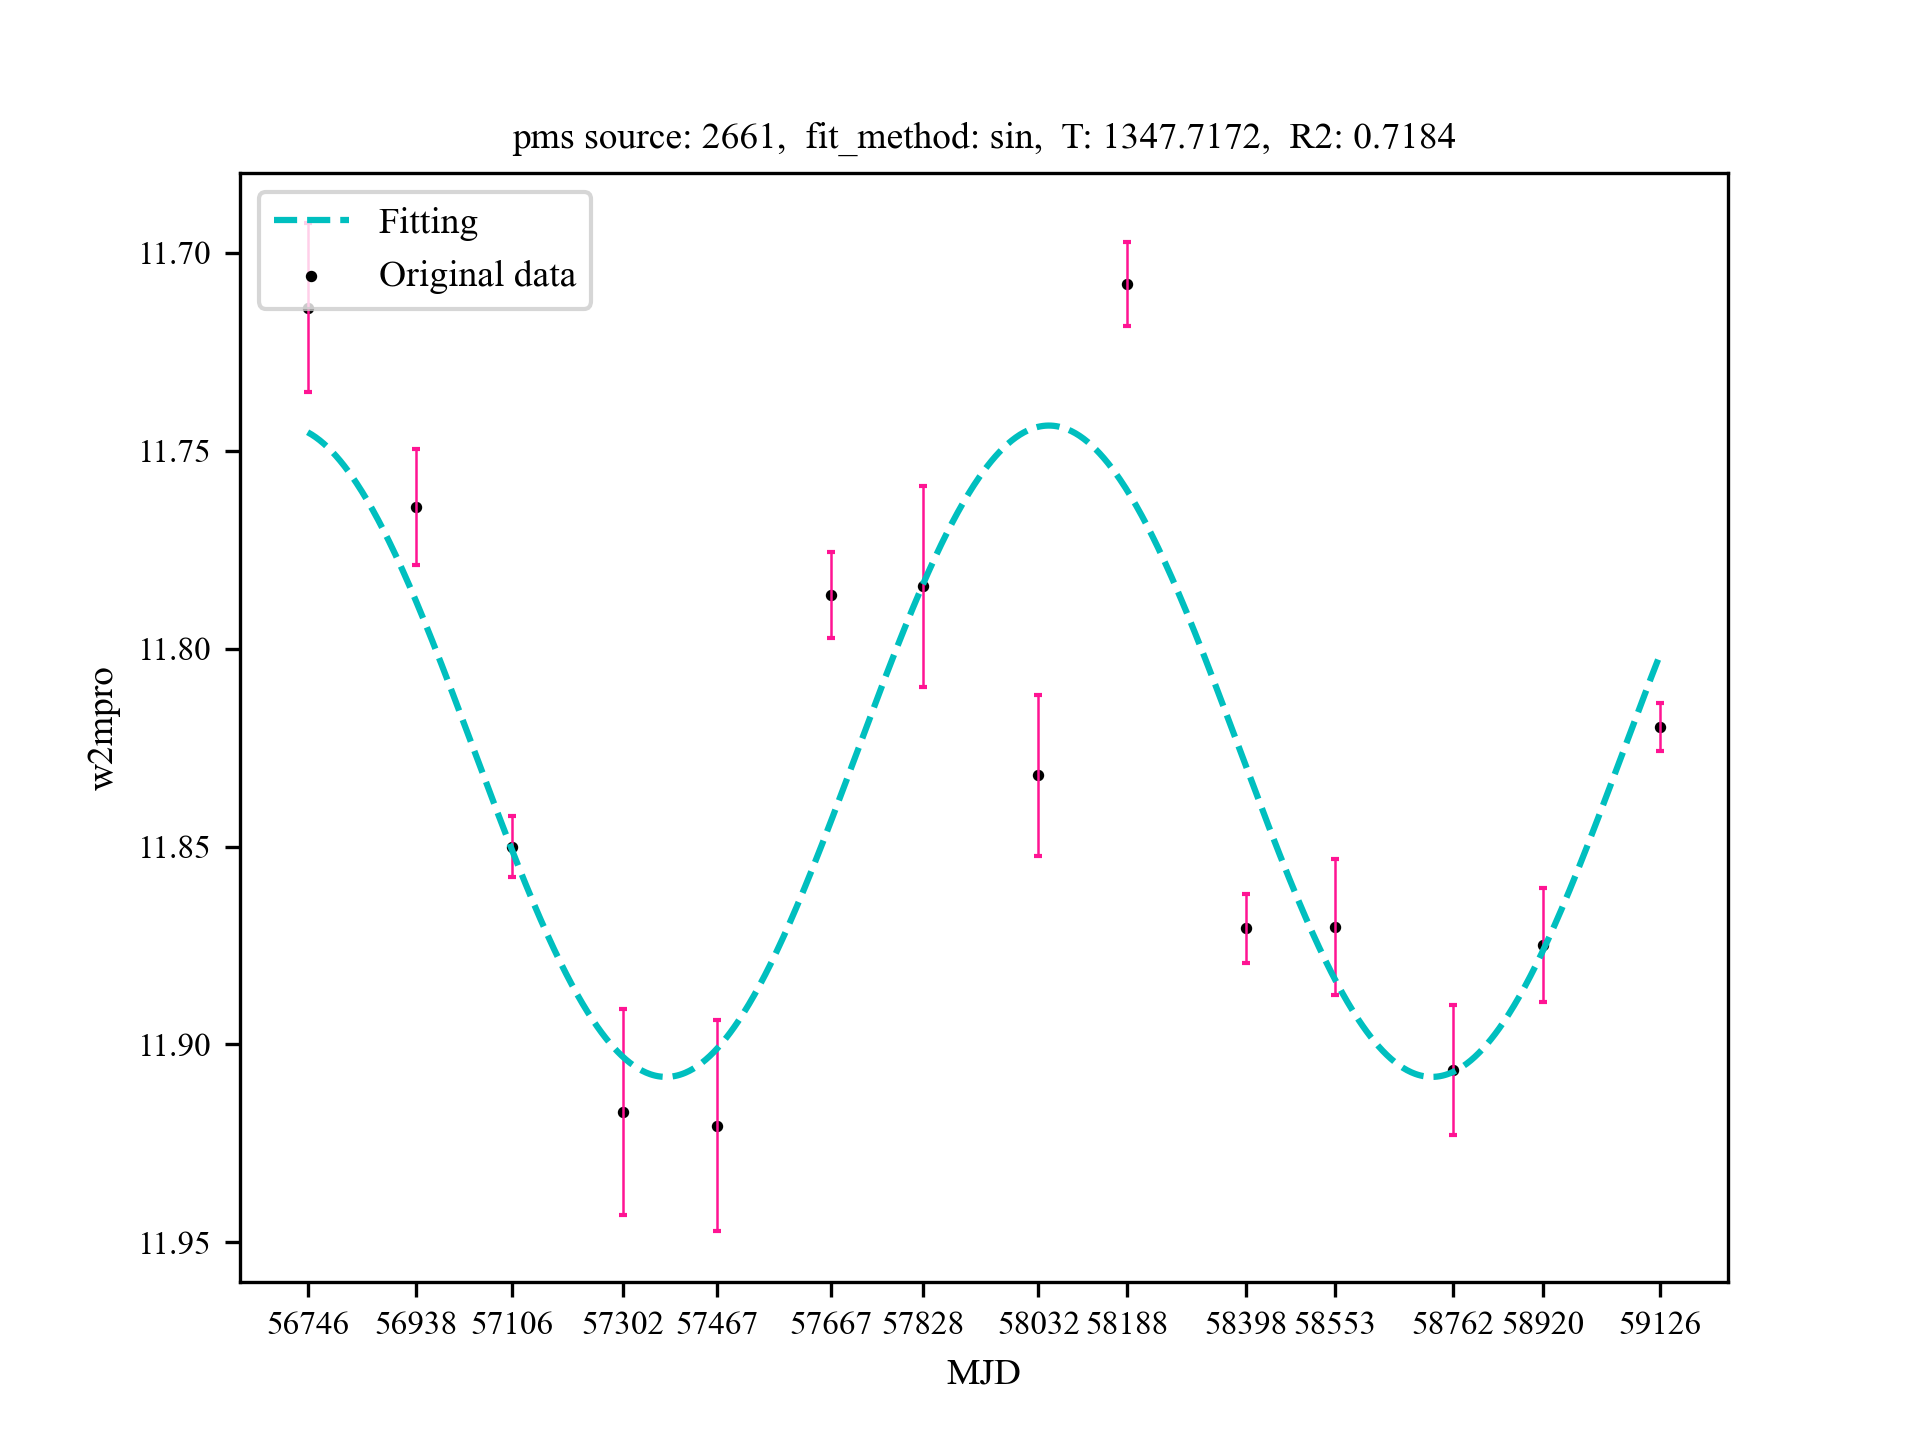 pms source: 2661,  fit_method: sin,  T: 1347.7172,  R2: 0.7184
Fitting
Original data
11.70
11.75
11.80
11.85
11.90
11.95
w2mpro
56746 56938 57106 57302 57467 57667 57828 58032 58188 58398 58553 58762 58920 59126
MJD